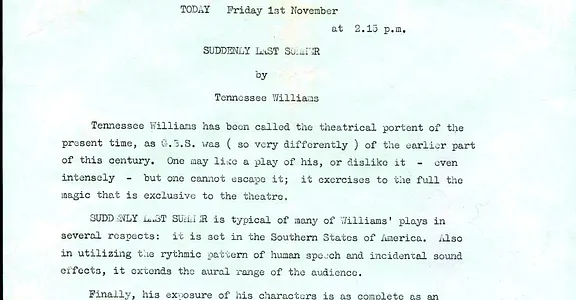 TODAY Friday 1st November
at 2.15 p.m.
SUDDENLY LAST SUMMER
by
Tennessee Williams
Tennessee Williams has been called the theatrical portent of the
present time, as G.B.S. was ( so very differently ) of the earlier part
of this century. One may like a play of his, or dislike it - even
intensely - but one cannot escape it; it exercises to the full the
magic that is exclusive to the theatre.
SUDDENLY LAST SUMMER is typical of many of Williams' plays in
several respects: it is set in the Southern States of America. Also
in utilizing the rythmic pattern of human speech and incidental sound
effects, it extends the aural range of the audience.
Finally, his exposure of his characters is as complete as an